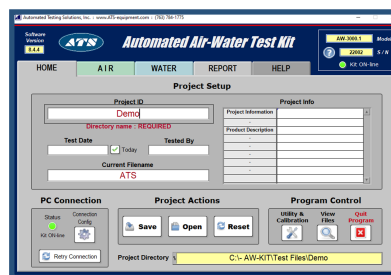 Automated Testing Solutions, Inc. : www.ATS-equipment.com : (763) 784-1775
Software Version
8.4.4
ATS
Automated Air-Water Test Kit
AW-3000.1 Model
?
22002 S / N
Kit ON-line
HOME AIR WATER REPORT HELP
Project Setup
Project ID
Demo
Directory name : REQUIRED
Test Date
Today
Tested By
Current Filename
ATS
Project Info
Project Information
-
Product Description
-
-
-
-
-
PC Connection
Status
Kit ON-line
Connection Config
Retry Connection
Project Actions
Save
Open
Reset
Program Control
Utility & Calibration
View Files
Quit Program
Project Directory
C:\- AW-KIT\Test Files\Demo